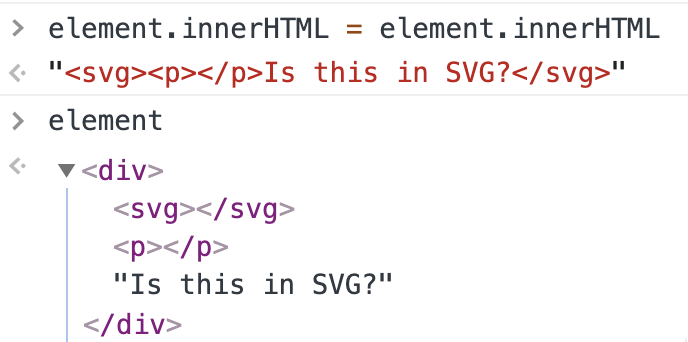 > element.innerHTML = element.innerHTML
"<svg><p></p>Is this in SVG?</svg>"
> element
<div>
<svg></svg>
<p></p>
"Is this in SVG?"
</div>